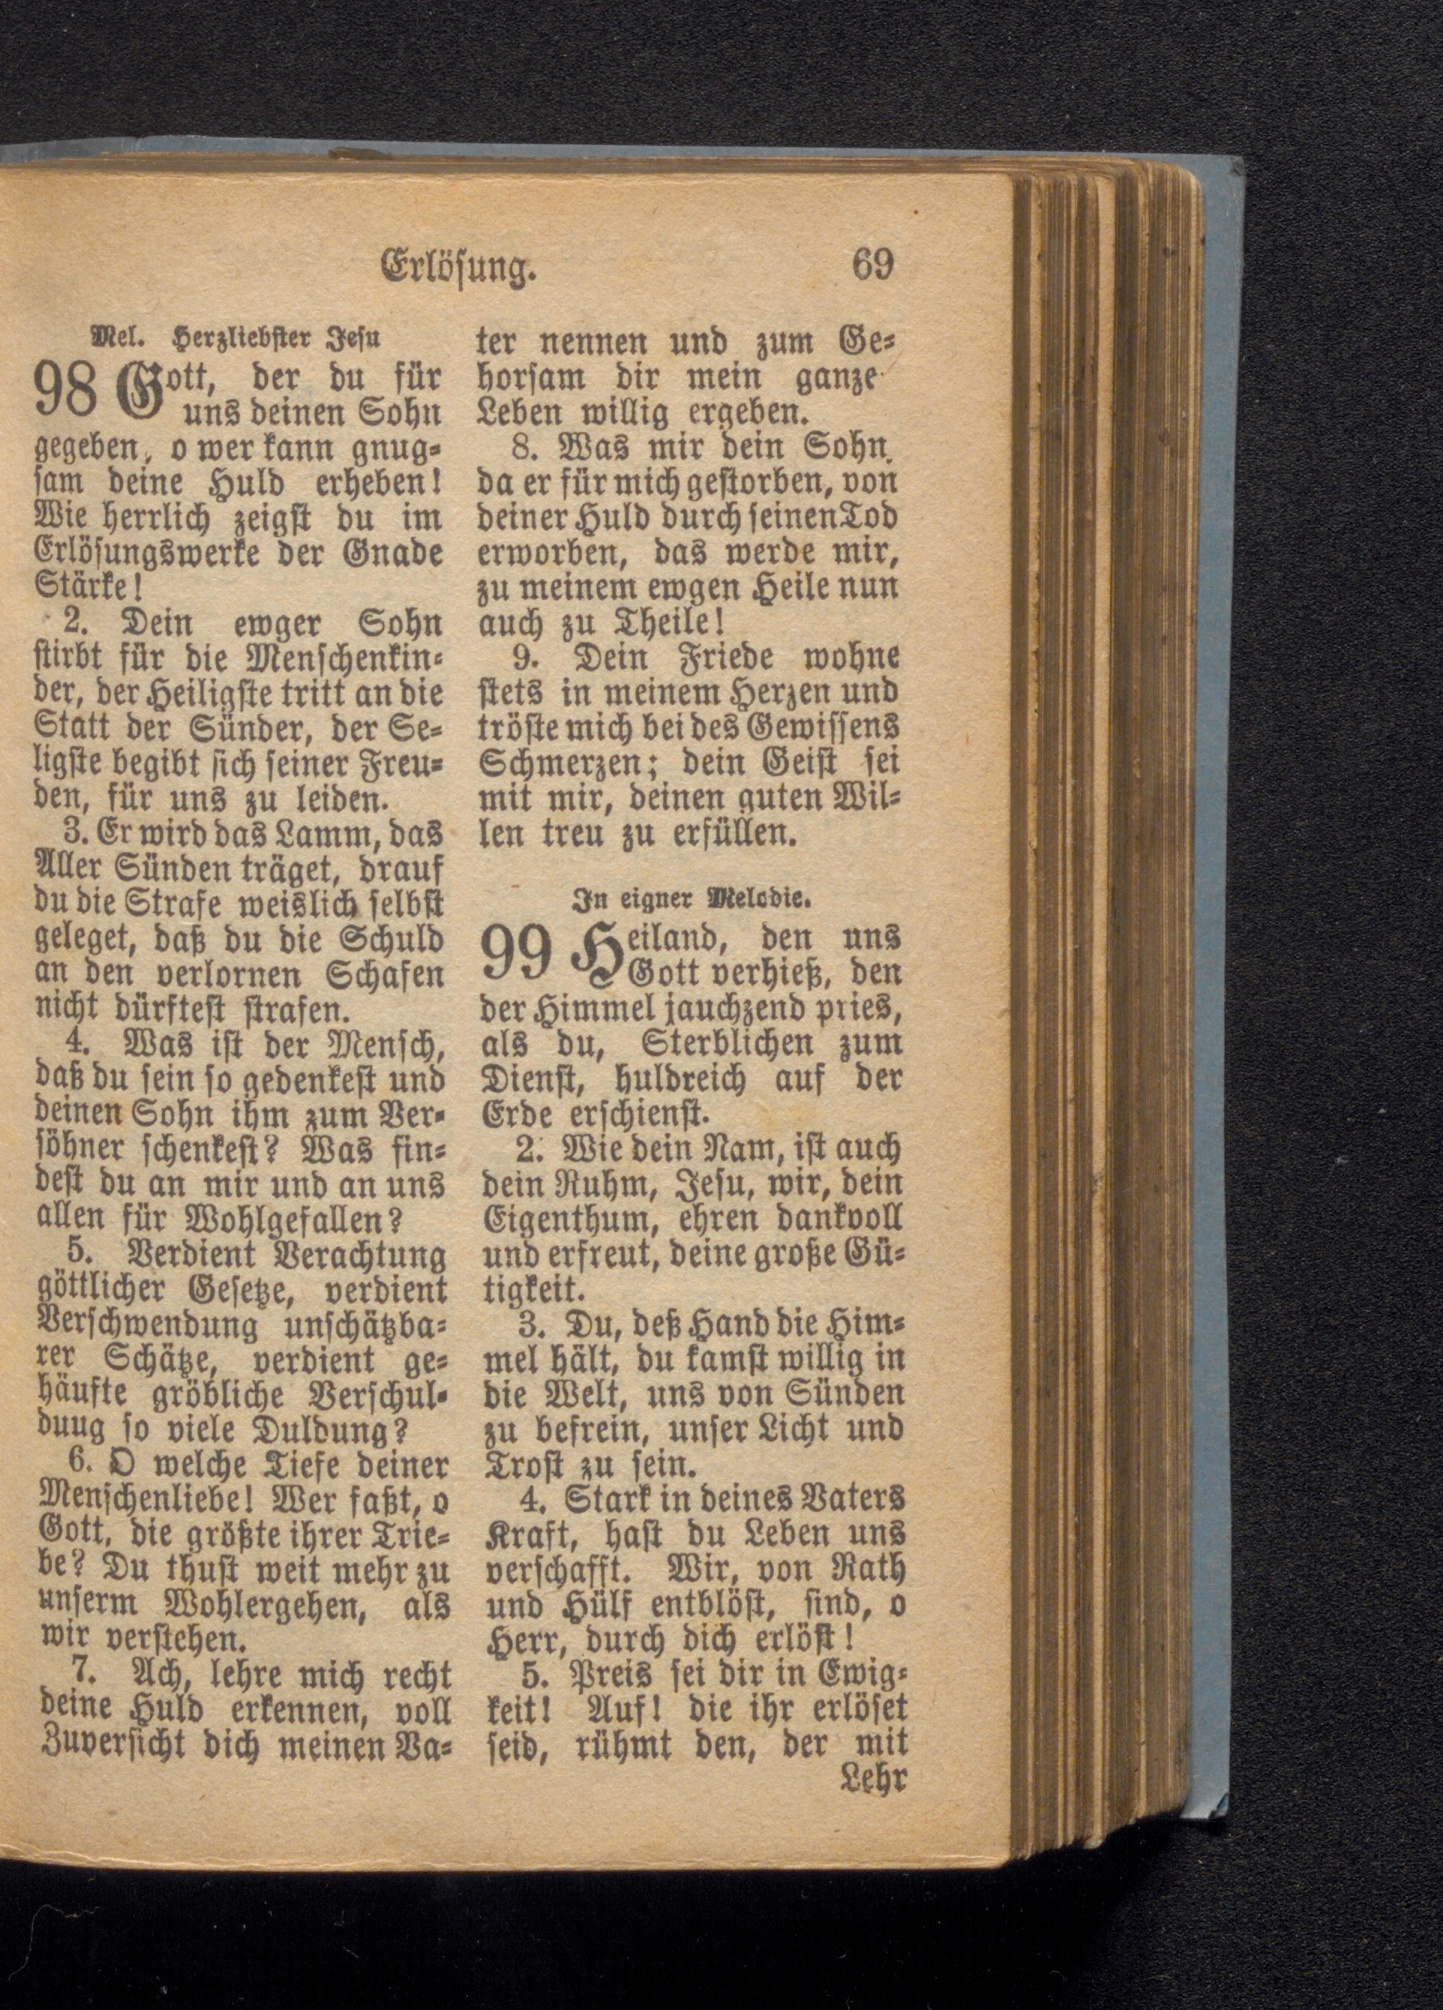 Erlösung. 69
Mel. Herzliebster Jesu
98 Gott, der du für
uns deinen Sohn
gegeben, o wer kann gnug-
sam deine Huld erheben!
Wie herrlich zeigst du im
Erlösungswerke der Gnade
Stärke!
2. Dein ewger Sohn
stirbt für die Menschenkin-
der, der Heiligste tritt an die
Statt der Sünder, der Se-
ligste begibt sich seiner Freu-
den, für uns zu leiden.
3. Er wird das Lamm, das
Aller Sünden träget, drauf
du die Strafe weislich selbst
geleget, daß du die Schuld
an den verlornen Schafen
nicht dürftest strafen.
4. Was ist der Mensch,
daß du sein so gedenkest und
deinen Sohn ihm zum Ver-
söhner schenkest? Was fin-
dest du an mir und an uns
allen für Wohlgefallen?
5. Verdient Verachtung
göttlicher Gesetze, verdient
Verschwendung unschätzba-
rer Schätze, verdient ge-
häufte gröbliche Verschul-
duug so viele Duldung?
6. O welche Tiefe deiner
Menschenliebe! Wer faßt, o
Gott, die größte ihrer Trie-
be? Du thust weit mehr zu
unserm Wohlergehen, als
wir verstehen.
7. Ach, lehre mich recht
deine Huld erkennen, voll
Zuversicht dich meinen Va-
ter nennen und zum Ge-
horsam dir mein ganze
Leben willig ergeben.
8. Was mir dein Sohn,
da er für mich gestorben, von
deiner Huld durch seinen Tod
erworben, das werde mir,
zu meinem ewgen Heile nun
auch zu Theile!
9. Dein Friede wohne
stets in meinem Herzen und
tröste mich bei des Gewissens
Schmerzen; dein Geist sei
mit mir, deinen guten Wil-
len treu zu erfüllen.
In eigner Melodie.
99 Heiland, den uns
Gott verhieß, den
der Himmel jauchzend pries,
als du, Sterblichen zum
Dienst, huldreich auf der
Erde erschienst.
2. Wie dein Nam, ist auch
dein Ruhm, Jesu, wir, dein
Eigenthum, ehren dankvoll
und erfreut, deine große Gü-
tigkeit.
3. Du, deß Hand die Him-
mel hält, du kamst willig in
die Welt, uns von Sünden
zu befrein, unser Licht und
Trost zu sein.
4. Stark in deines Vaters
Kraft, hast du Leben uns
verschafft. Wir, von Rath
und Hülf entblöst, sind, o
Herr, durch dich erlöst!
5. Preis sei dir in Ewig-
keit! Auf! die ihr erlöset
seid, rühmt den, der mit
Lehr